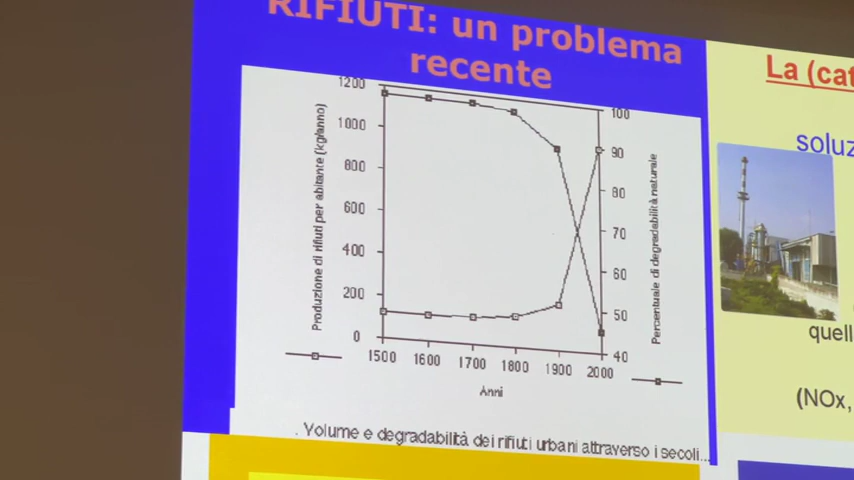 RIFIUTI: un problema
recente
1200
1000
800
600
400
200
0
Produzione di rifiuti per abitante (kg/anno)
100
90
80
70
60
50
40
Percentuale di degradabilità naturale
1500 1600 1700 1800 1900 2000
Anni
. Volume e degradabilità dei rifiuti urbani attraverso i secoli...
La (cat
soluz
quell
(NOx,